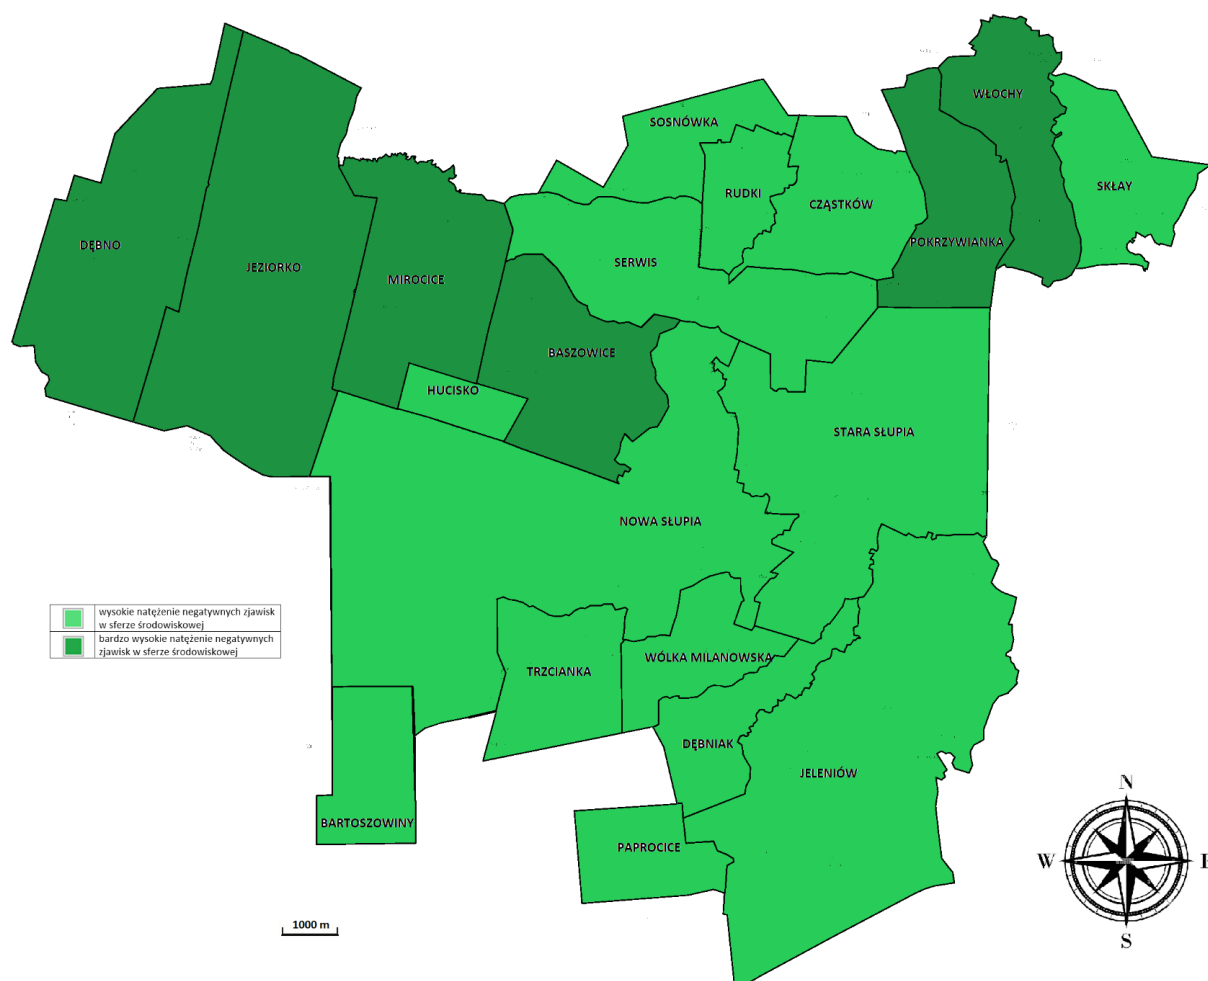 WŁOCHY
SOSNÓWKA
SKŁAY
RUDKI
CZĄSTKÓW
DĘBNO
POKRZYWIANKA
SERWIS
JEZIORKO
MIROCICE
BASZOWICE
HUCISKO
STARA SŁUPIA
NOWA SŁUPIA
wysokie natężenie negatywnych zjawisk
w sferze środowiskowej
bardzo wysokie natężenie negatywnych
zjawisk w sferze środowiskowej
WÓLKA MILANOWSKA
TRZCIANKA
DĘBNIAK
JELENIÓW
N
BARTOSZOWINY
PAPROCICE
W
E
1000 m
S